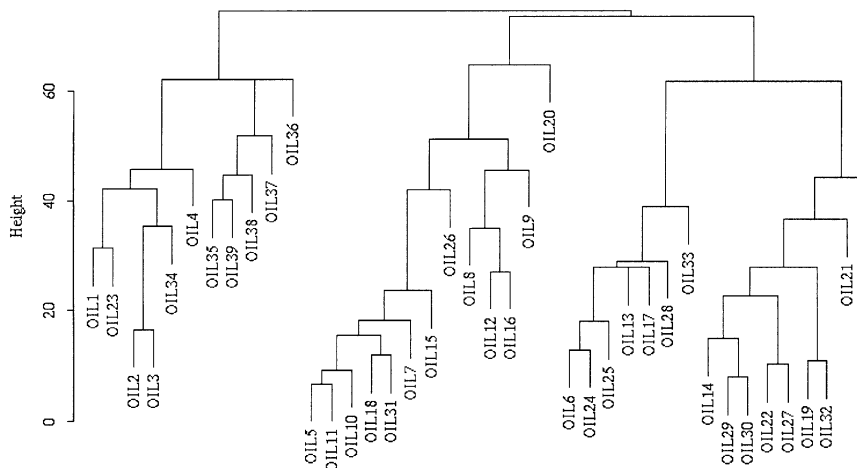 Height
60
40
20
0
OIL1
OIL23
OIL2
OIL3
OIL34
OIL4
OIL35
OIL39
OIL38
OIL37
OIL36
OIL5
OIL11
OIL10
OIL18
OIL31
OIL7
OIL15
OIL26
OIL8
OIL12
OIL16
OIL9
OIL20
OIL6
OIL24
OIL25
OIL13
OIL17
OIL28
OIL33
OIL14
OIL29
OIL30
OIL22
OIL27
OIL19
OIL32
OIL21